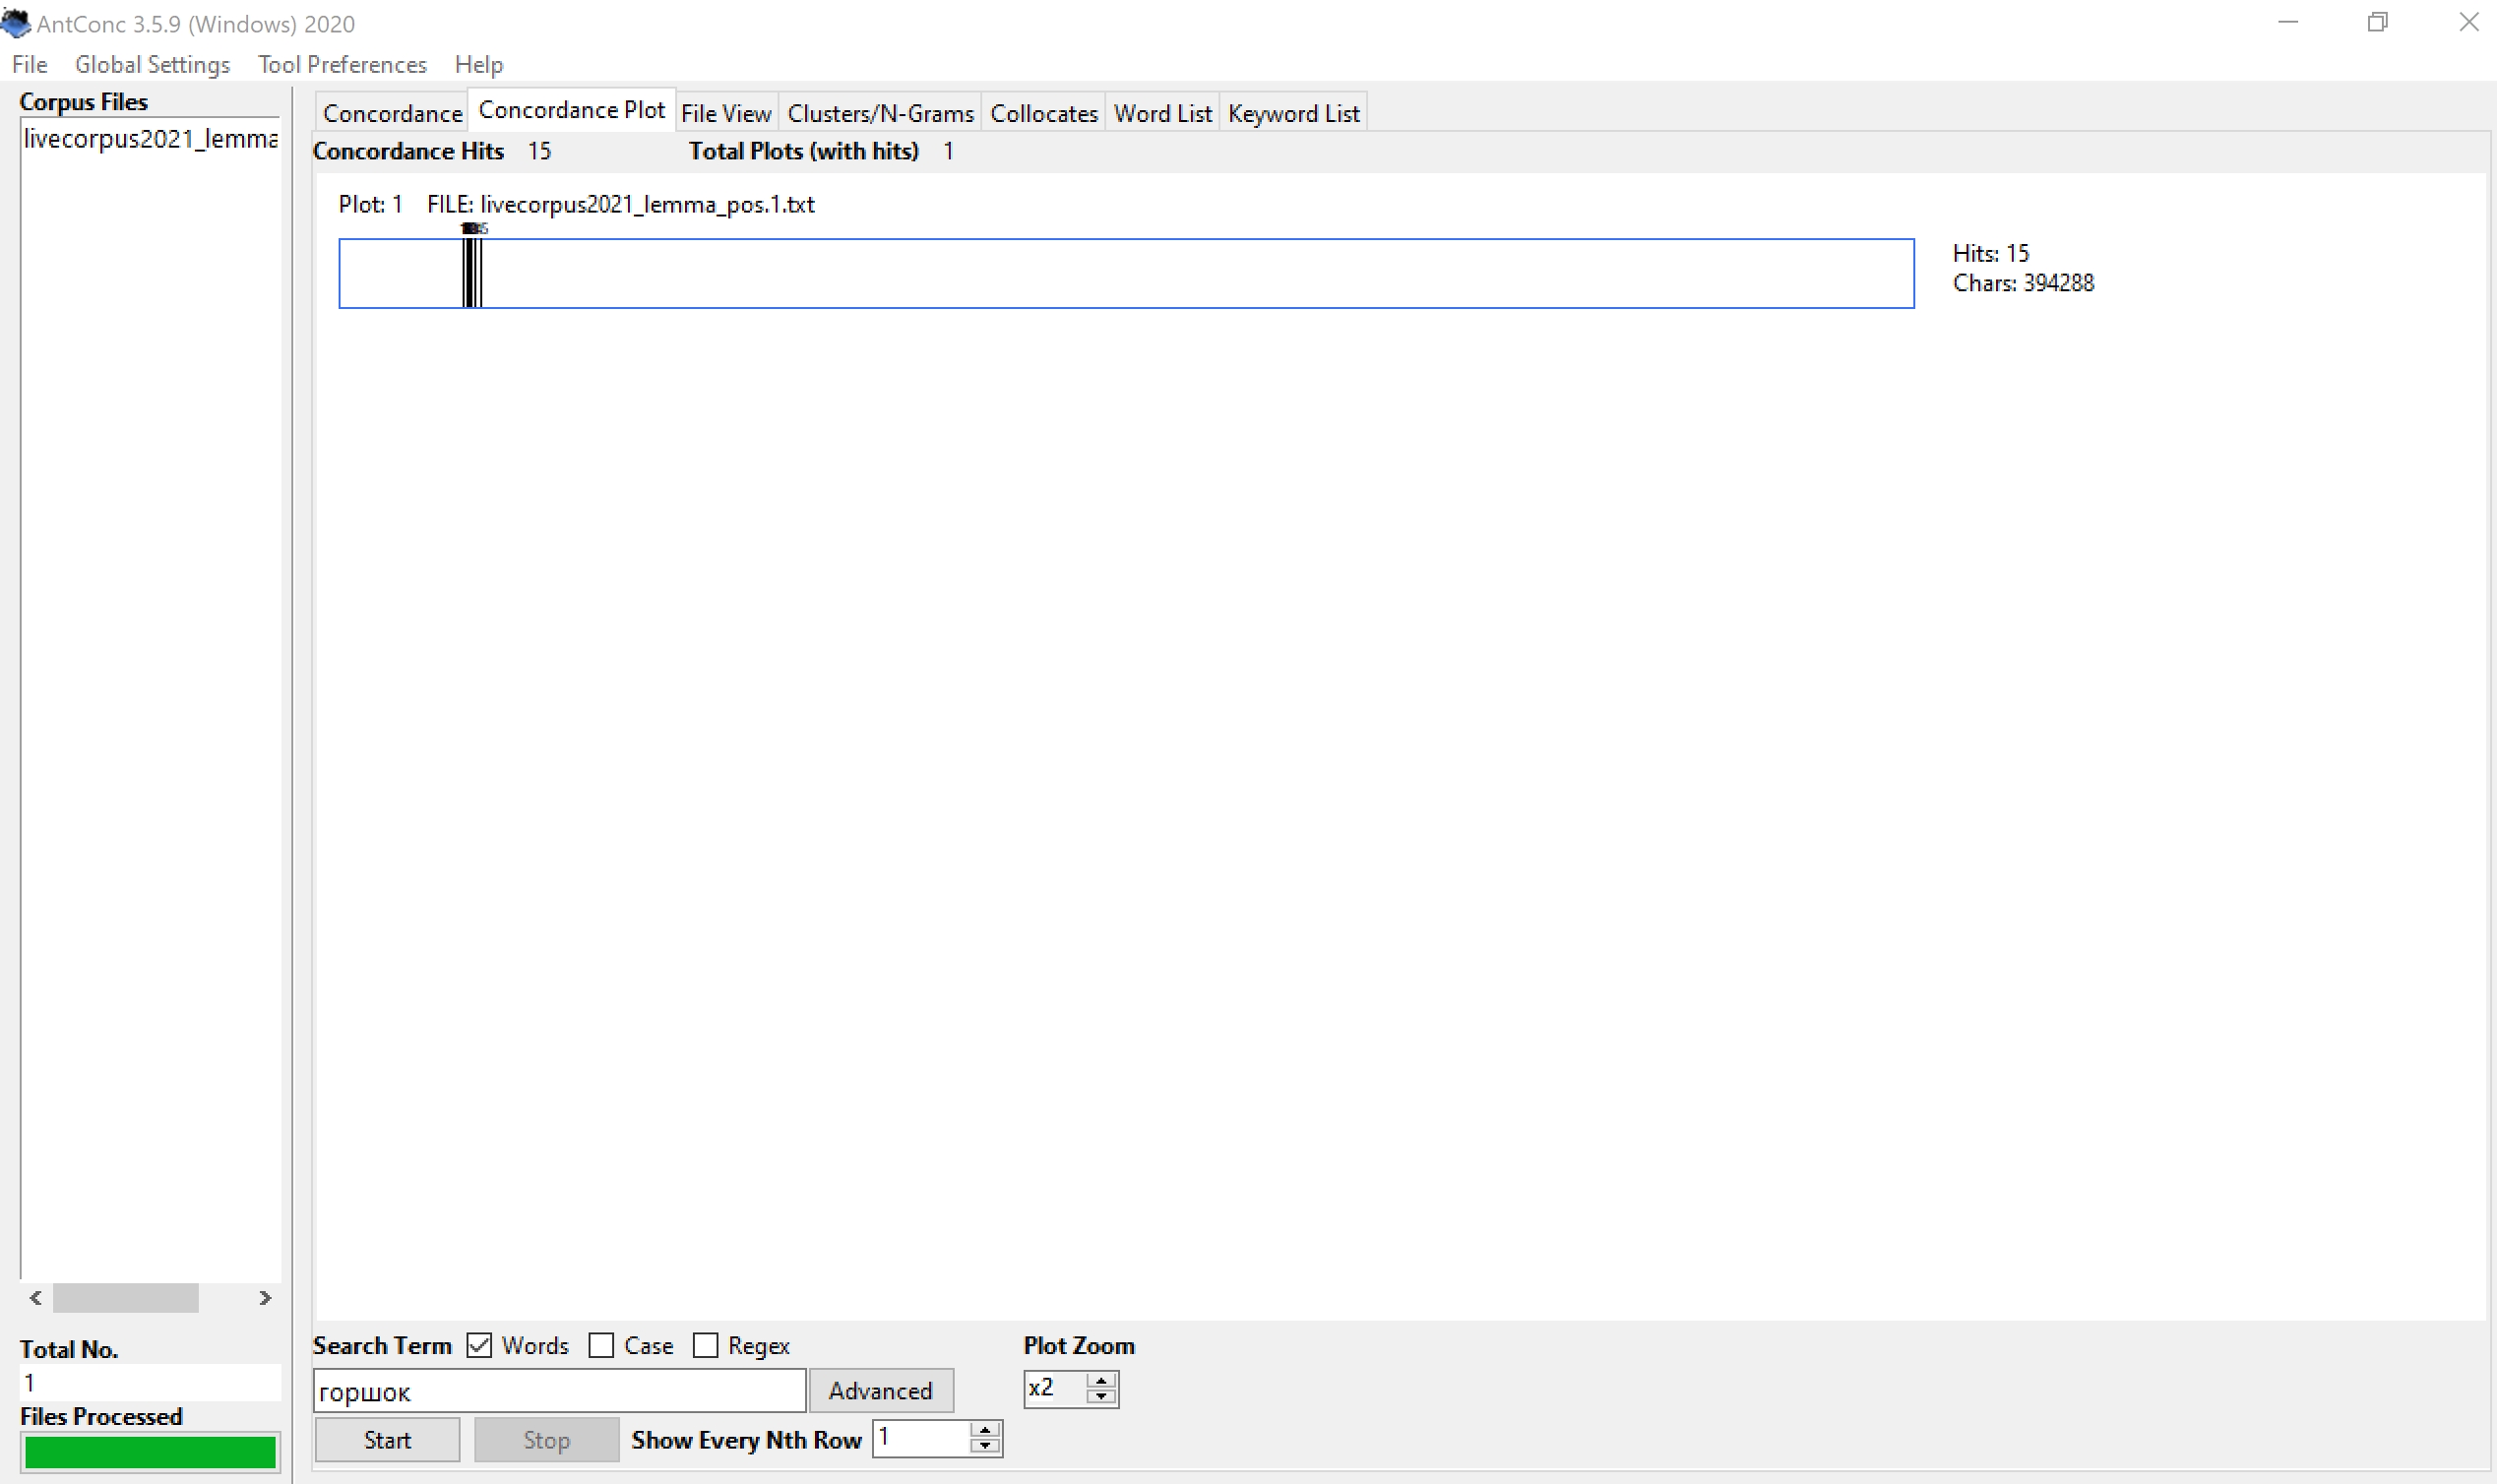 AntConc 3.5.9 (Windows) 2020
File Global Settings Tool Preferences Help
Corpus Files
livecorpus2021_lemma
Concordance Concordance Plot File View Clusters/N-Grams Collocates Word List Keyword List
Concordance Hits 15 Total Plots (with hits) 1
Plot: 1 FILE: livecorpus2021_lemma_pos.1.txt
Hits: 15
Chars: 394288
Total No.
1
Files Processed
Search Term Words Case Regex Plot Zoom
горшок Advanced x2
Start Stop Show Every Nth Row 1